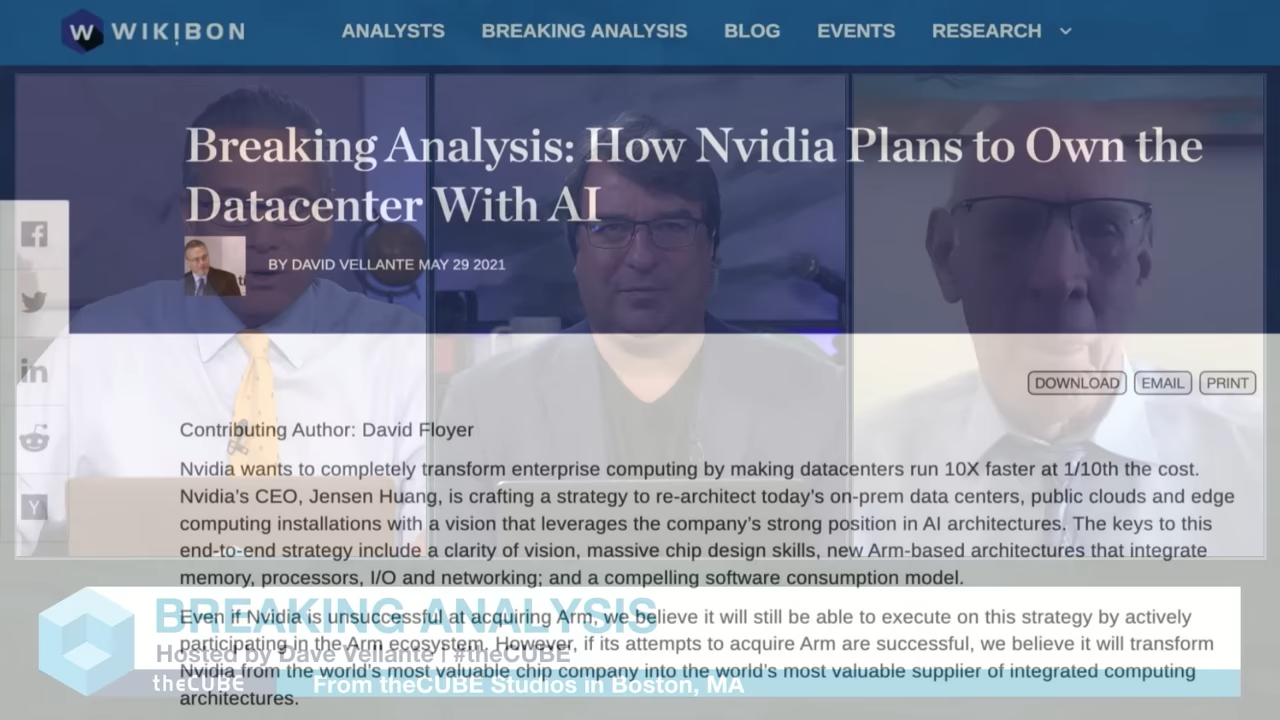 W WIKIBON ANALYSTS BREAKING ANALYSIS BLOG EVENTS RESEARCH
Breaking Analysis: How Nvidia Plans to Own the
Datacenter With AI
BY DAVID VELLANTE MAY 29 2021
DOWNLOAD EMAIL PRINT
Contributing Author: David Floyer
Nvidia wants to completely transform enterprise computing by making datacenters run 10X faster at 1/10th the cost.
Nvidia's CEO, Jensen Huang, is crafting a strategy to re-architect today's on-prem data centers, public clouds and edge
computing installations with a vision that leverages the company's strong position in AI architectures. The keys to this
end-to-end strategy include a clarity of vision, massive chip design skills, new Arm-based architectures that integrate
memory, processors, I/O and networking; and a compelling software consumption model.
Even if Nvidia is unsuccessful at acquiring Arm, we believe it will still be able to execute on this strategy by actively
participating in the Arm ecosystem. However, if its attempts to acquire Arm are successful, we believe it will transform
Nvidia from the world's most valuable chip company into the world's most valuable supplier of integrated computing
architectures.
BREAKING ANALYSIS
Hosted by Dave Vellante | #theCUBE
theCUBE From theCUBE Studios in Boston, MA